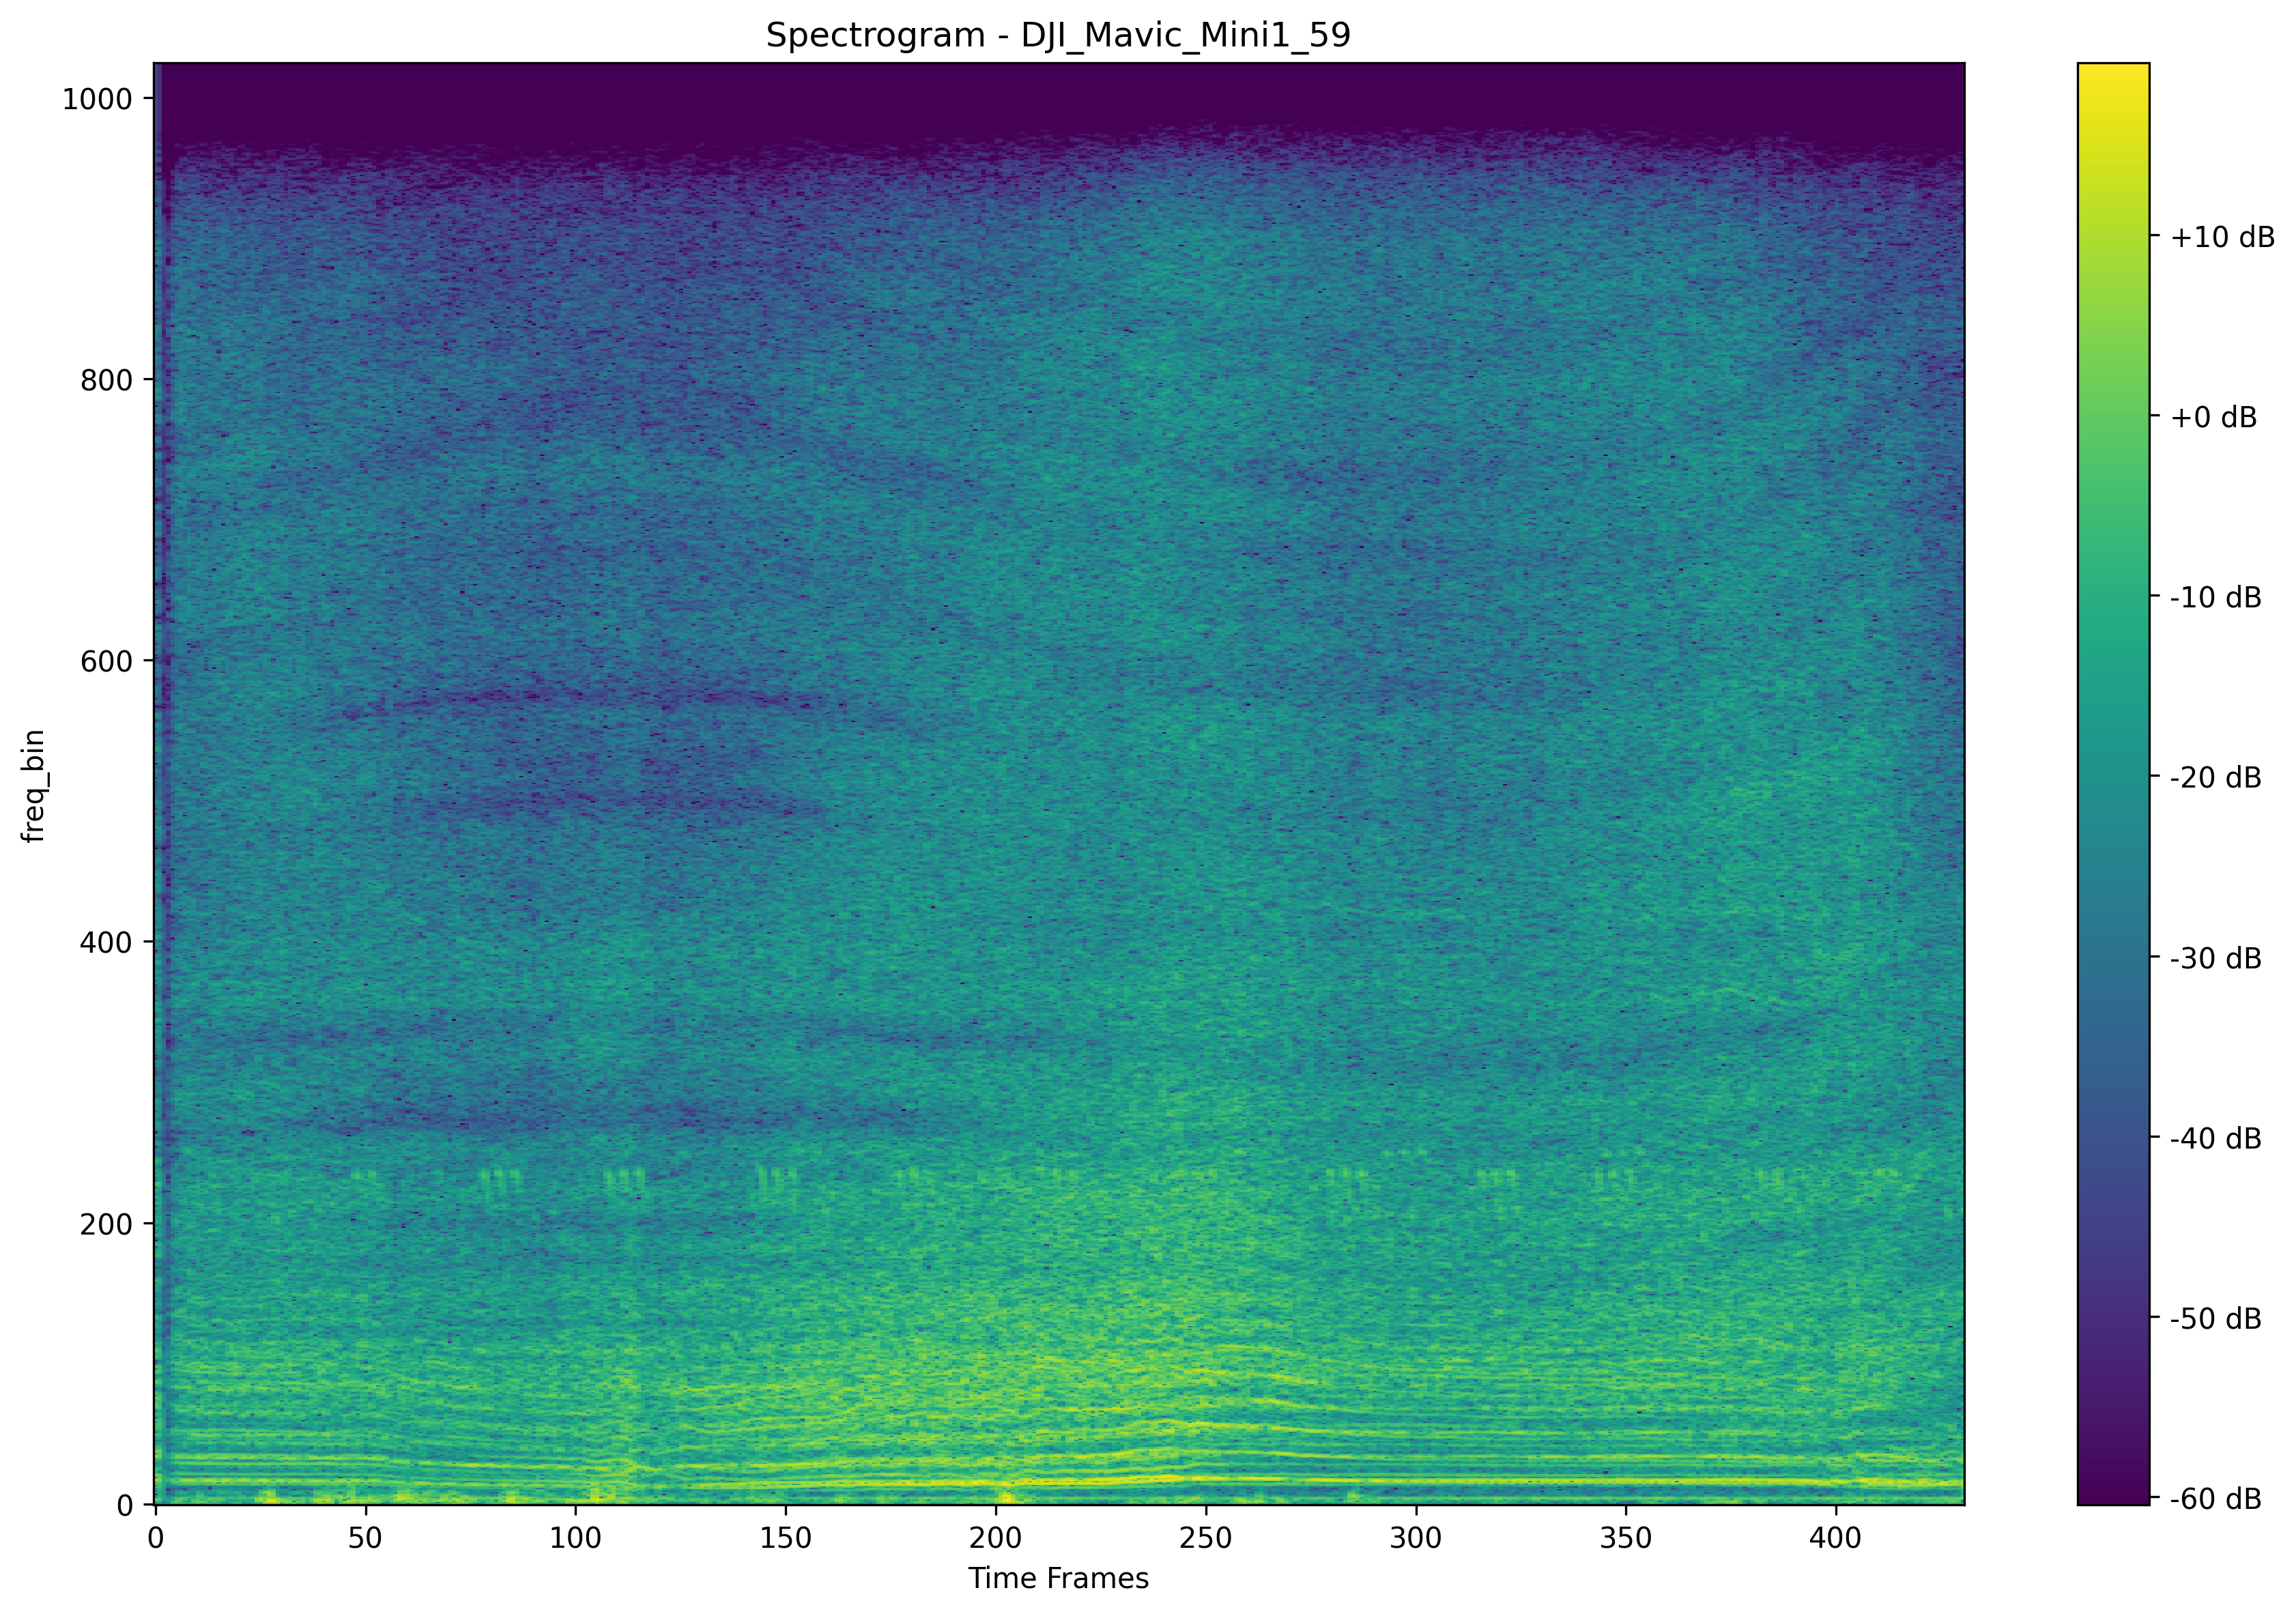 Spectrogram - DJI_Mavic_Mini1_59
1000
800
600
400
200
0
freq_bin
0 50 100 150 200 250 300 350 400
Time Frames
+10 dB
+0 dB
-10 dB
-20 dB
-30 dB
-40 dB
-50 dB
-60 dB